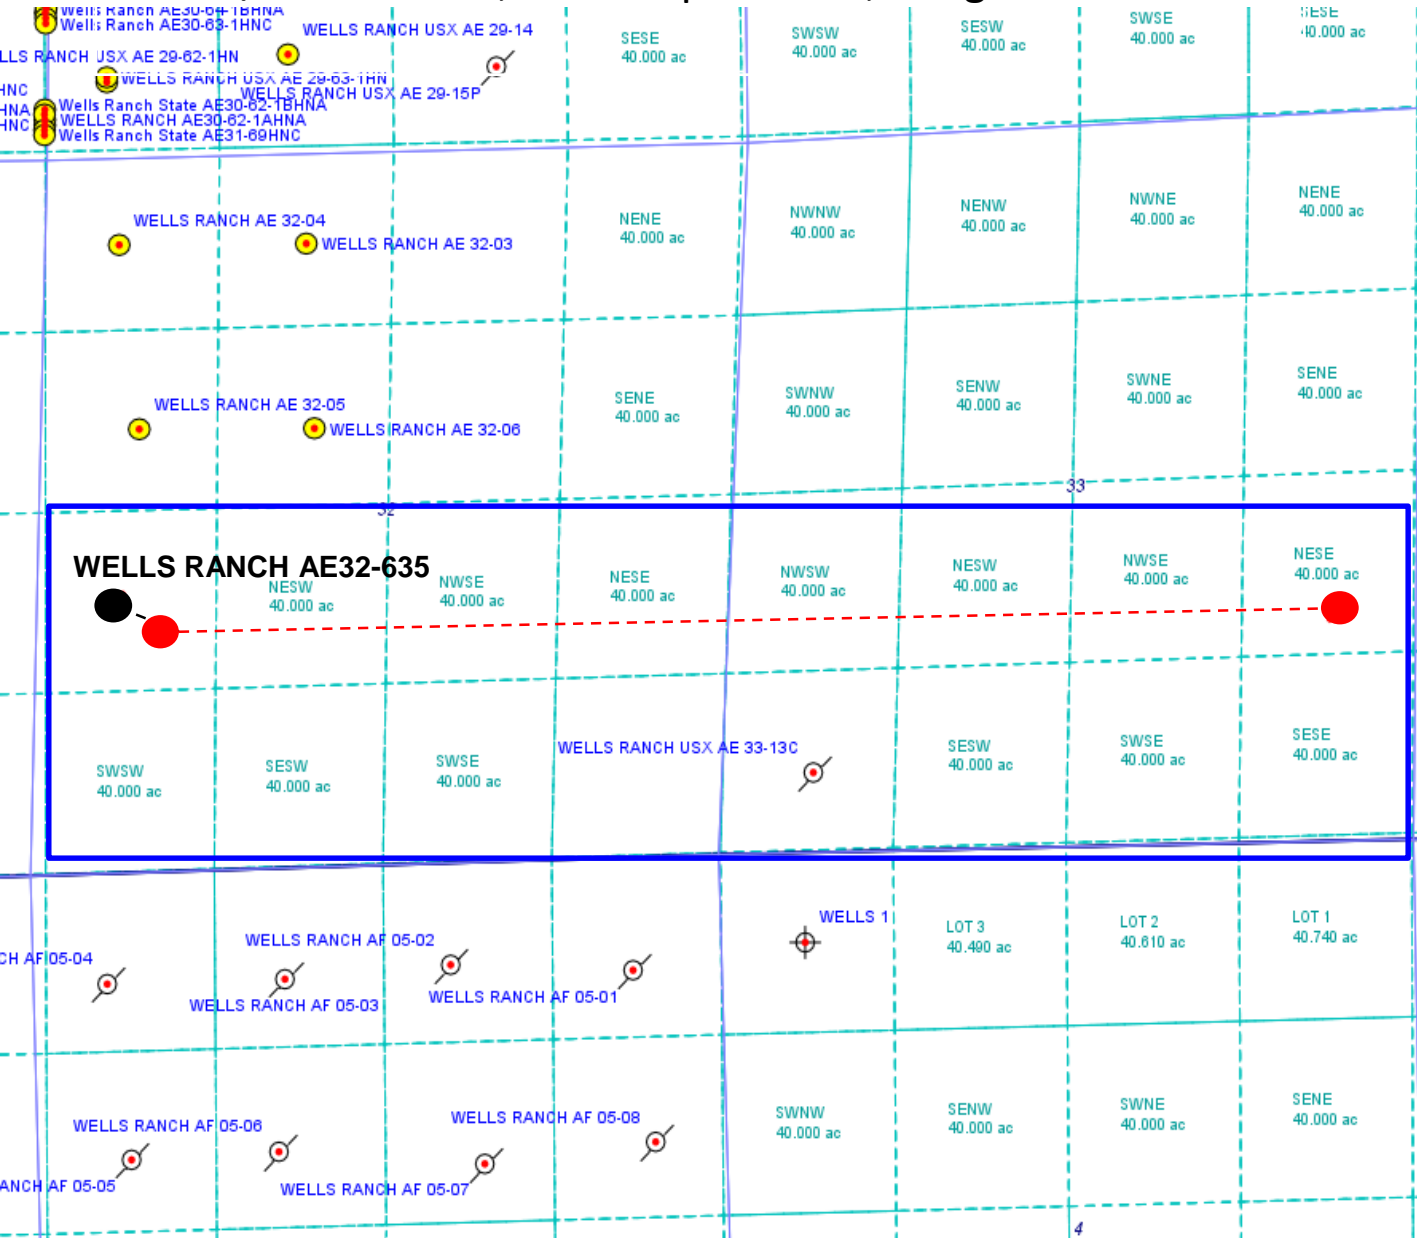 Wells Ranch AE30-64-1BHNA
Wells Ranch AE30-63-1HNC
WELLS RANCH USX AE 29-14
SESE
40.000 ac
SWSW
40.000 ac
SESW
40.000 ac
SWSE
40.000 ac
SESE
40.000 ac
LLS RANCH USX AE 29-62-1HN
WELLS RANCH USX AE 29-63-1HN
WELLS RANCH USX AE 29-15P
HNC
Wells Ranch State AE30-62-1BHNA
HNA
WELLS RANCH AE30-62-1AHNA
HNC
Wells Ranch State AE31-69HNC
WELLS RANCH AE 32-04
WELLS RANCH AE 32-03
NENE
40.000 ac
NWNW
40.000 ac
NENW
40.000 ac
NWNE
40.000 ac
NENE
40.000 ac
WELLS RANCH AE 32-05
WELLS RANCH AE 32-06
SENE
40.000 ac
SWNW
40.000 ac
SENW
40.000 ac
SWNE
40.000 ac
SENE
40.000 ac
32
33
WELLS RANCH AE32-635
NESW
40.000 ac
NWSE
40.000 ac
NESE
40.000 ac
NWSW
40.000 ac
NESW
40.000 ac
NWSE
40.000 ac
NESE
40.000 ac
SWSW
40.000 ac
SESW
40.000 ac
SWSE
40.000 ac
WELLS RANCH USX AE 33-13C
SESW
40.000 ac
SWSE
40.000 ac
SESE
40.000 ac
CH AF 05-04
WELLS RANCH AF 05-02
WELLS RANCH AF 05-03
WELLS RANCH AF 05-01
WELLS 1
LOT 3
40.490 ac
LOT 2
40.610 ac
LOT 1
40.740 ac
WELLS RANCH AF 05-06
WELLS RANCH AF 05-08
ANCH AF 05-05
WELLS RANCH AF 05-07
SWNW
40.000 ac
SENW
40.000 ac
SWNE
40.000 ac
SENE
40.000 ac
4